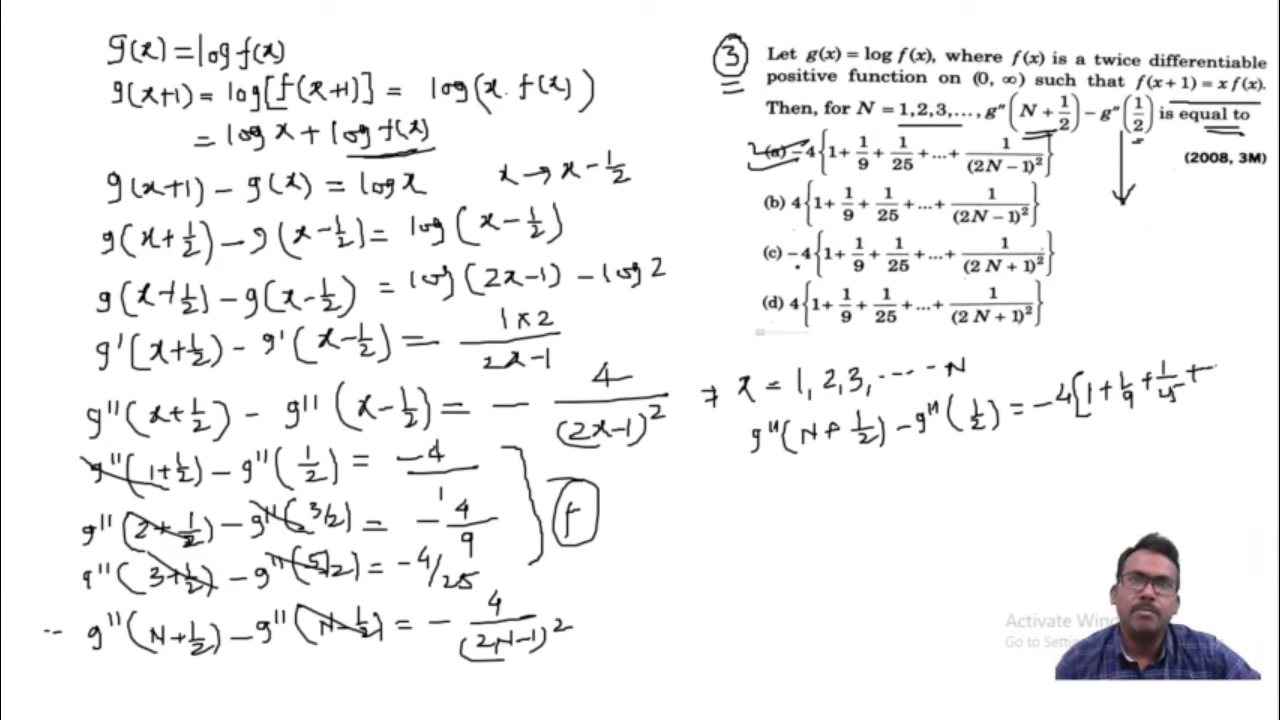 g(x) = log f(x)
g(x+1) = log[f(x+1)] = log(x. f(x))
= log x + log f(x)
g(x+1) - g(x) = log x x → x - 1/2
g(x+1/2) - g(x-1/2) = log(x-1/2)
g(x+1/2) - g(x-1/2) = log(2x-1) - log 2
g'(x+1/2) - g'(x-1/2) = 1×2/2x-1
g''(x+1/2) - g''(x-1/2) = - 4/(2x-1)²
g''(1+1/2) - g''(1/2) = -4/1
g''(2+1/2) - g''(3/2) = -4/9
g''(3+1/2) - g''(5/2) = -4/25
-- g''(N+1/2) - g''(N-1/2) = - 4/(2N-1)²
③ Let g(x) = log f(x), where f(x) is a twice differentiable
positive function on (0, ∞) such that f(x+1) = x f(x).
Then, for N = 1,2,3,..., g''(N + 1/2) - g''(1/2) is equal to
(2008, 3M)
(a) -4{1 + 1/9 + 1/25 + ... + 1/(2N - 1)²}
(b) 4{1 + 1/9 + 1/25 + ... + 1/(2N - 1)²}
(c) -4{1 + 1/9 + 1/25 + ... + 1/(2N + 1)²}
(d) 4{1 + 1/9 + 1/25 + ... + 1/(2N + 1)²}
⇒ x = 1, 2, 3, ---- N
g''(N + 1/2) - g''(1/2) = -4[1 + 1/9 + 1/25 +
Go to Settin